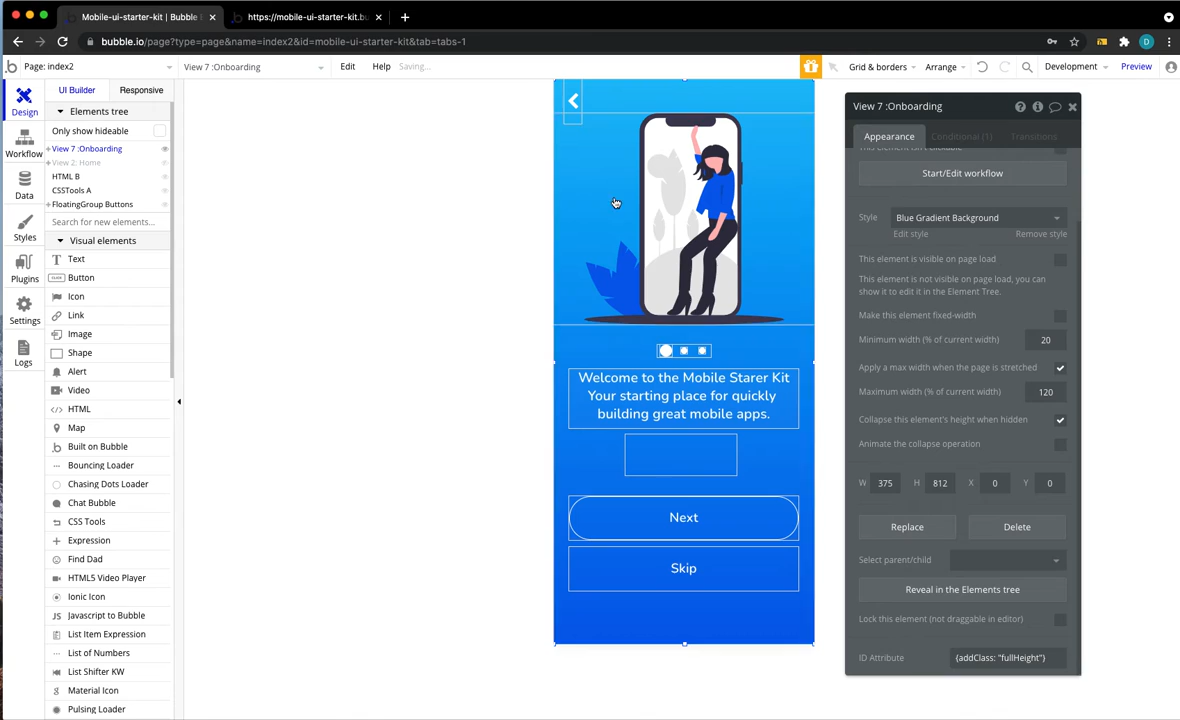 Mobile-ui-starter-kit | Bubble
https://mobile-ui-starter-kit.bu
bubble.io/page?type=page&name=index2&id=mobile-ui-starter-kit&tab=tabs-1
D
Page: index2
View 7 :Onboarding
Edit
Help
Saving...
Grid & borders
Arrange
Development
Preview
Design
Workflow
Data
Styles
Plugins
Settings
Logs
UI Builder
Responsive
Elements tree
Only show hideable
View 7 :Onboarding
View 2: Home
HTML B
CSSTools A
FloatingGroup Buttons
Search for new elements...
Visual elements
Text
Button
Icon
Link
Image
Shape
Alert
Video
HTML
Map
Built on Bubble
Bouncing Loader
Chasing Dots Loader
Chat Bubble
CSS Tools
Expression
Find Dad
HTML5 Video Player
Ionic Icon
Javascript to Bubble
List Item Expression
List of Numbers
List Shifter KW
Material Icon
Pulsing Loader
Welcome to the Mobile Starer Kit
Your starting place for quickly
building great mobile apps.
Next
Skip
View 7 :Onboarding
Appearance
Conditional (1)
Transitions
This element isn't clickable
Start/Edit workflow
Style
Blue Gradient Background
Edit style
Remove style
This element is visible on page load
This element is not visible on page load, you can
show it to edit it in the Element Tree.
Make this element fixed-width
Minimum width (% of current width)
20
Apply a max width when the page is stretched
Maximum width (% of current width)
120
Collapse this element's height when hidden
Animate the collapse operation
W 375 H 812 X 0 Y 0
Replace
Delete
Select parent/child
Reveal in the Elements tree
Lock this element (not draggable in editor)
ID Attribute
{addClass: "fullHeight"}